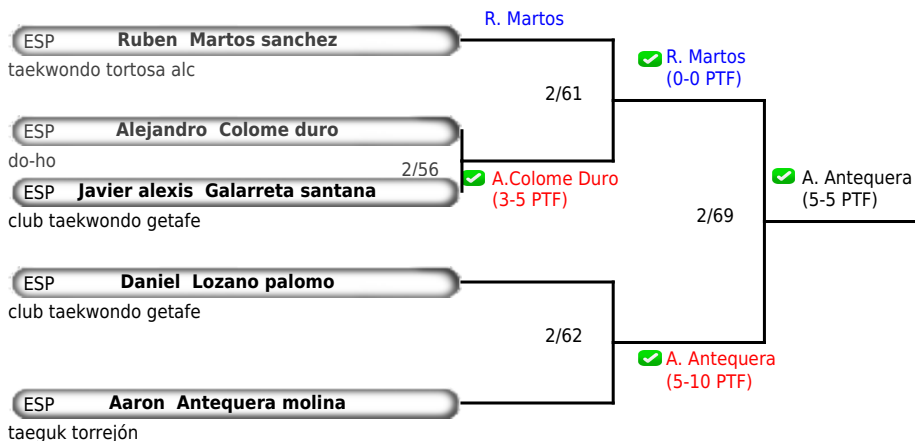 R. Martos
ESP Ruben Martos sanchez
taekwondo tortosa alc
R. Martos
(0-0 PTF)
2/61
ESP Alejandro Colome duro
do-ho
2/56
A.Colome Duro
(3-5 PTF)
ESP Javier alexis Galarreta santana
club taekwondo getafe
A. Antequera
(5-5 PTF)
2/69
ESP Daniel Lozano palomo
club taekwondo getafe
2/62
A. Antequera
(5-10 PTF)
ESP Aaron Antequera molina
taeguk torrejón